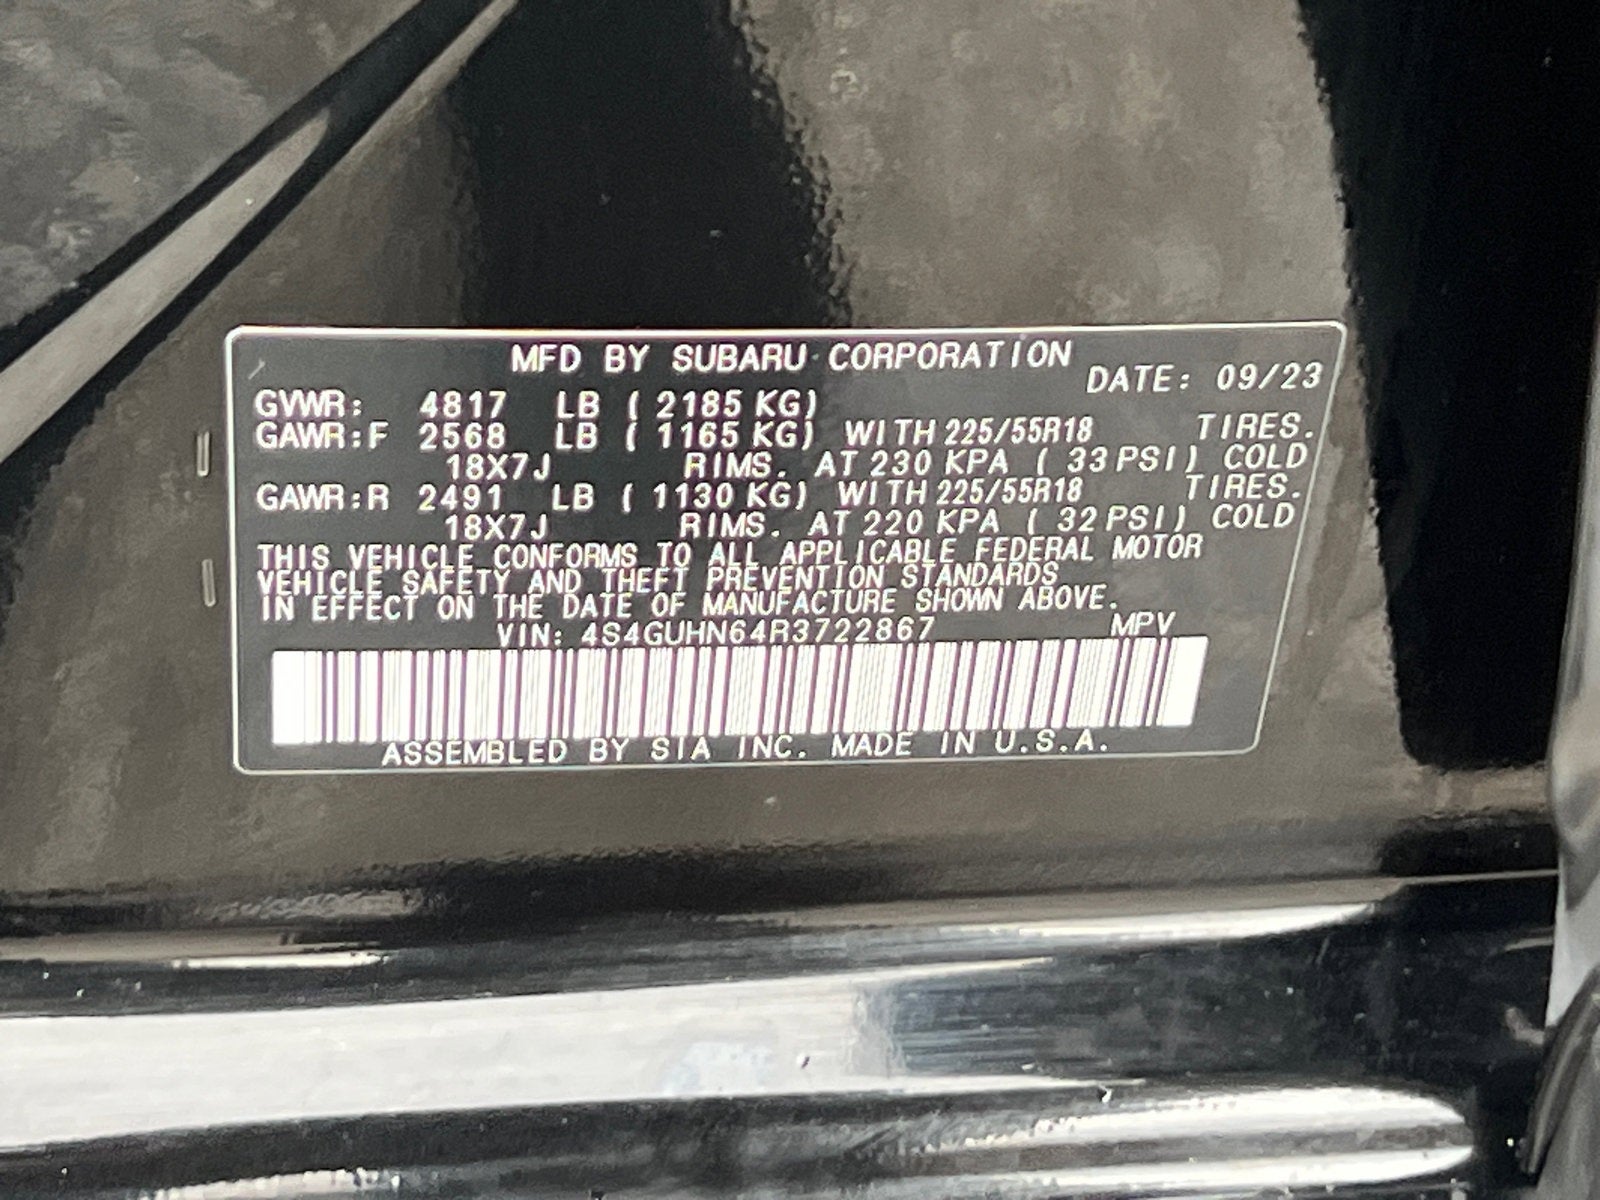 MFD BY SUBARU CORPORATION
DATE: 09/23
GVWR: 4817 LB ( 2185 KG)
GAWR:F 2568 LB ( 1165 KG) WITH 225/55R18 TIRES.
18X7J RIMS. AT 230 KPA ( 33 PSI) COLD
GAWR:R 2491 LB ( 1130 KG) WITH 225/55R18 TIRES.
18X7J RIMS. AT 220 KPA ( 32 PSI) COLD
THIS VEHICLE CONFORMS TO ALL APPLICABLE FEDERAL MOTOR
VEHICLE SAFETY AND THEFT PREVENTION STANDARDS
IN EFFECT ON THE DATE OF MANUFACTURE SHOWN ABOVE.
VIN: 4S4GUHN64R3722867 MPV
ASSEMBLED BY SIA INC. MADE IN U.S.A.